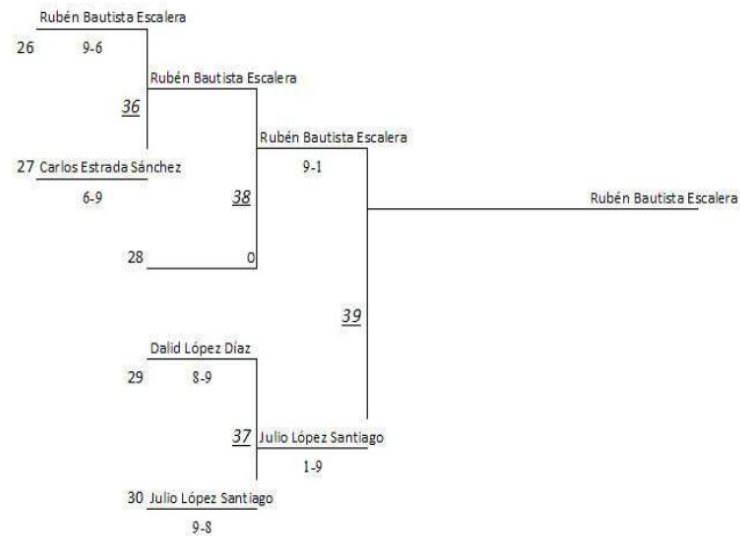 Rubén Bautista Escalera
26 9-6
Rubén Bautista Escalera
36
Rubén Bautista Escalera
27 Carlos Estrada Sánchez
9-1
6-9
38
Rubén Bautista Escalera
28 0
39
Dalid López Díaz
29 8-9
37 Julio López Santiago
1-9
30 Julio López Santiago
9-8